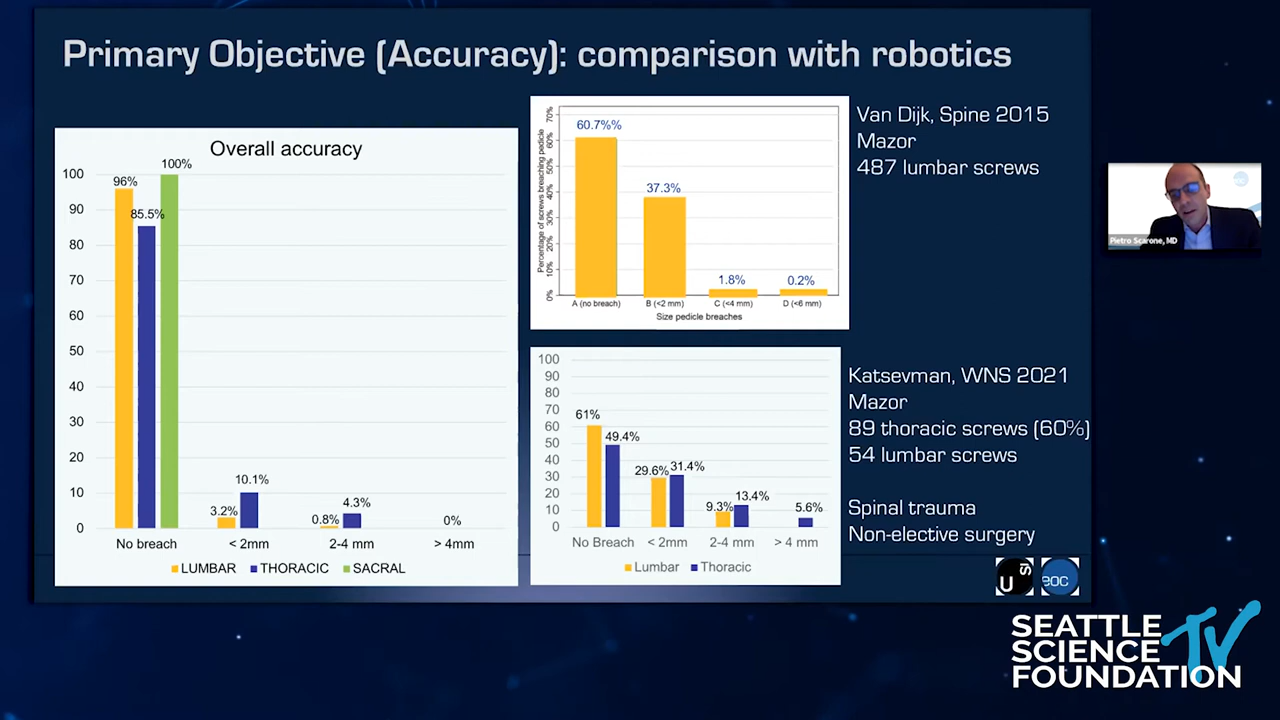 Primary Objective (Accuracy): comparison with robotics
Overall accuracy
100
90
80
70
60
50
40
30
20
10
0
96%
85.5%
100%
3.2%
10.1%
0.8%
4.3%
0%
No breach
< 2mm
2-4 mm
> 4mm
LUMBAR
THORACIC
SACRAL
Percentage of screws breaching pedicle
70%
60%
50%
40%
30%
20%
10%
0%
60.7%%
37.3%
1.8%
0.2%
A (no breach)
B (<2 mm)
C (<4 mm)
D (<6 mm)
Size pedicle breaches
Van Dijk, Spine 2015
Mazor
487 lumbar screws
100
90
80
70
60
50
40
30
20
10
0
61%
49.4%
29.6%
31.4%
9.3%
13.4%
5.6%
No Breach
< 2mm
2-4 mm
> 4 mm
Lumbar
Thoracic
Katsevman, WNS 2021
Mazor
89 thoracic screws (60%)
54 lumbar screws
Spinal trauma
Non-elective surgery
U SI
eoc
eoc
Pietro Scarone, MD
SEATTLE
SCIENCE TV
FOUNDATION